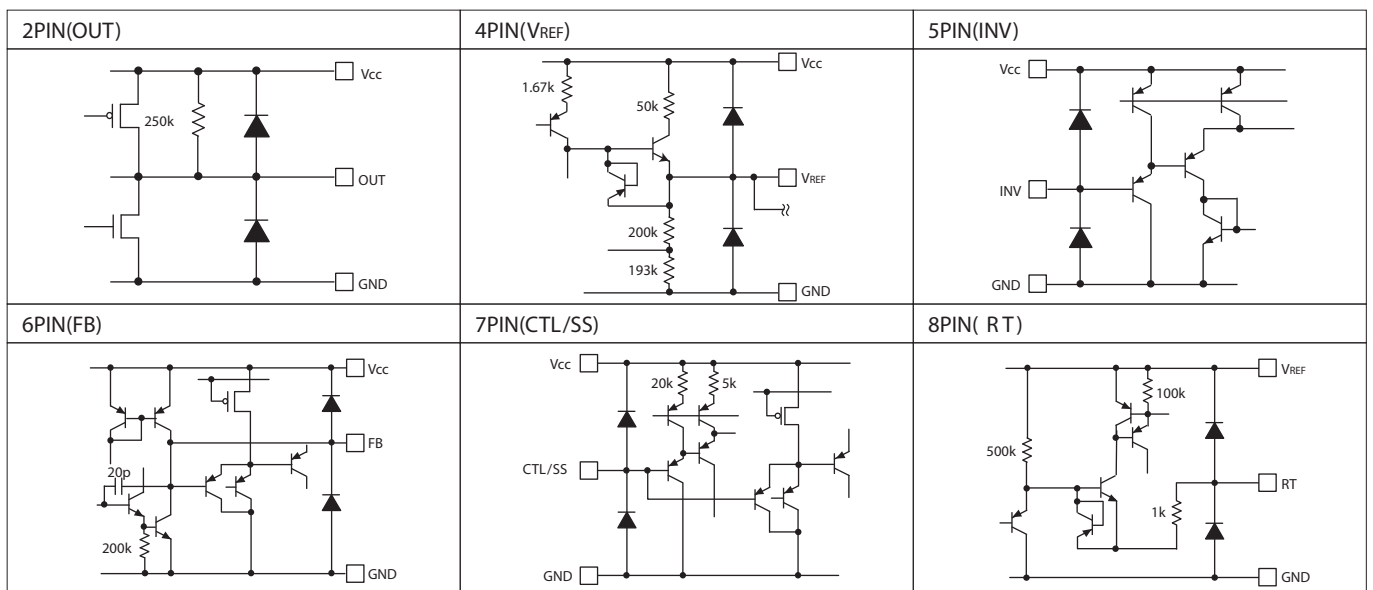 2PIN(OUT)
Vcc
250k
OUT
GND
4PIN(VREF)
Vcc
1.67k
50k
VREF
200k
193k
GND
5PIN(INV)
Vcc
INV
GND
6PIN(FB)
Vcc
FB
20p
200k
GND
7PIN(CTL/SS)
Vcc
20k
5k
CTL/SS
GND
8PIN( RT)
VREF
100k
500k
RT
1k
GND